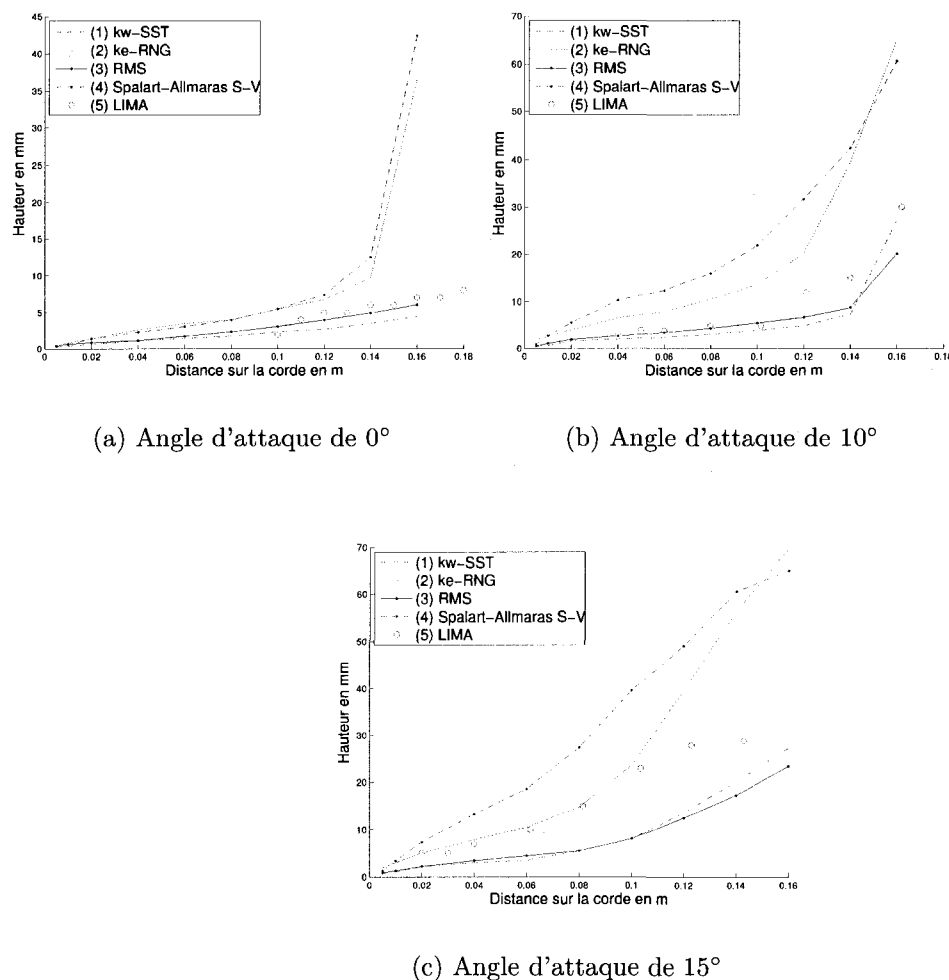 45
40
35
30
25
20
15
10
5
0
Hauteur en mm
(1) kw-SST
(2) ke-RNG
(3) RMS
(4) Spalart-Allmaras S-V
(5) LIMA
0 0.02 0.04 0.06 0.08 0.1 0.12 0.14 0.16 0.18
Distance sur la corde en m
(a) Angle d'attaque de 0°
70
60
50
40
30
20
10
0
Hauteur en mm
(1) kw-SST
(2) ke-RNG
(3) RMS
(4) Spalart-Allmaras S-V
(5) LIMA
0 0.02 0.04 0.06 0.08 0.1 0.12 0.14 0.16 0.18
Distance sur la corde en m
(b) Angle d'attaque de 10°
70
60
50
40
30
20
10
0
Hauteur en mm
(1) kw-SST
(2) ke-RNG
(3) RMS
(4) Spalart-Allmaras S-V
(5) LIMA
0 0.02 0.04 0.06 0.08 0.1 0.12 0.14 0.16
Distance sur la corde en m
(c) Angle d'attaque de 15°